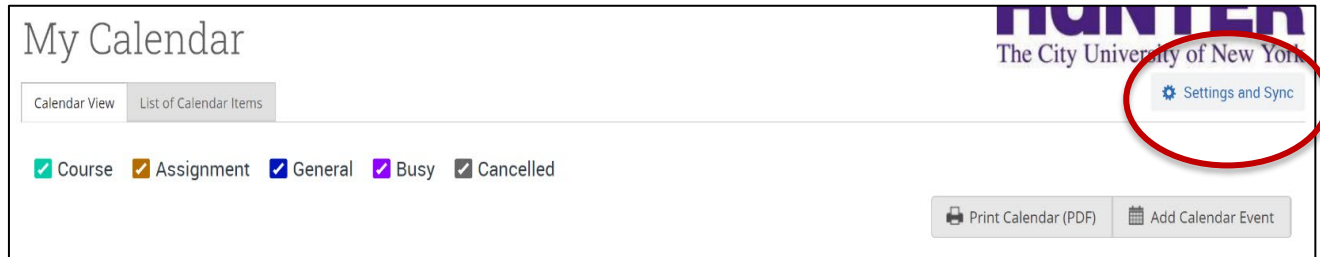 HUNTER
My Calendar
The City University of New York
Calendar View
List of Calendar Items
Settings and Sync
Course
Assignment
General
Busy
Cancelled
Print Calendar (PDF)
Add Calendar Event